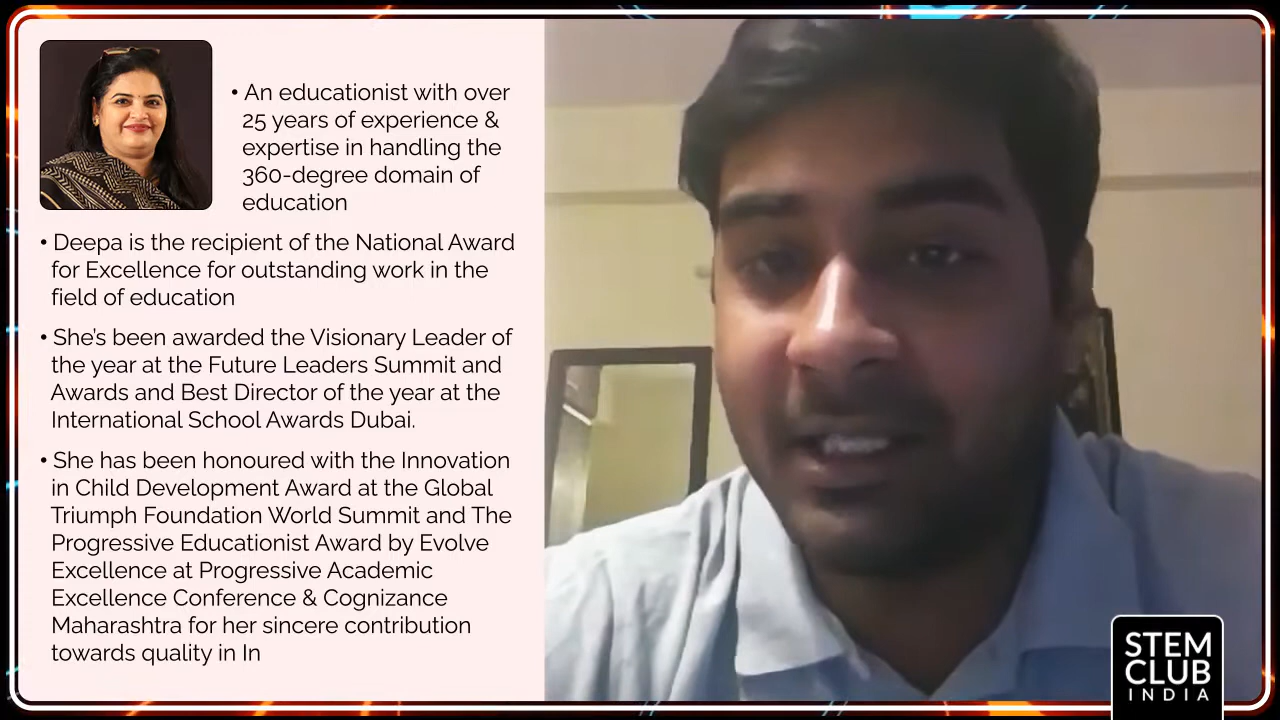 • An educationist with over
25 years of experience &
expertise in handling the
360-degree domain of
education
• Deepa is the recipient of the National Award
for Excellence for outstanding work in the
field of education
• She's been awarded the Visionary Leader of
the year at the Future Leaders Summit and
Awards and Best Director of the year at the
International School Awards Dubai.
• She has been honoured with the Innovation
in Child Development Award at the Global
Triumph Foundation World Summit and The
Progressive Educationist Award by Evolve
Excellence at Progressive Academic
Excellence Conference & Cognizance
Maharashtra for her sincere contribution
towards quality in In
STEM
CLUB
INDIA